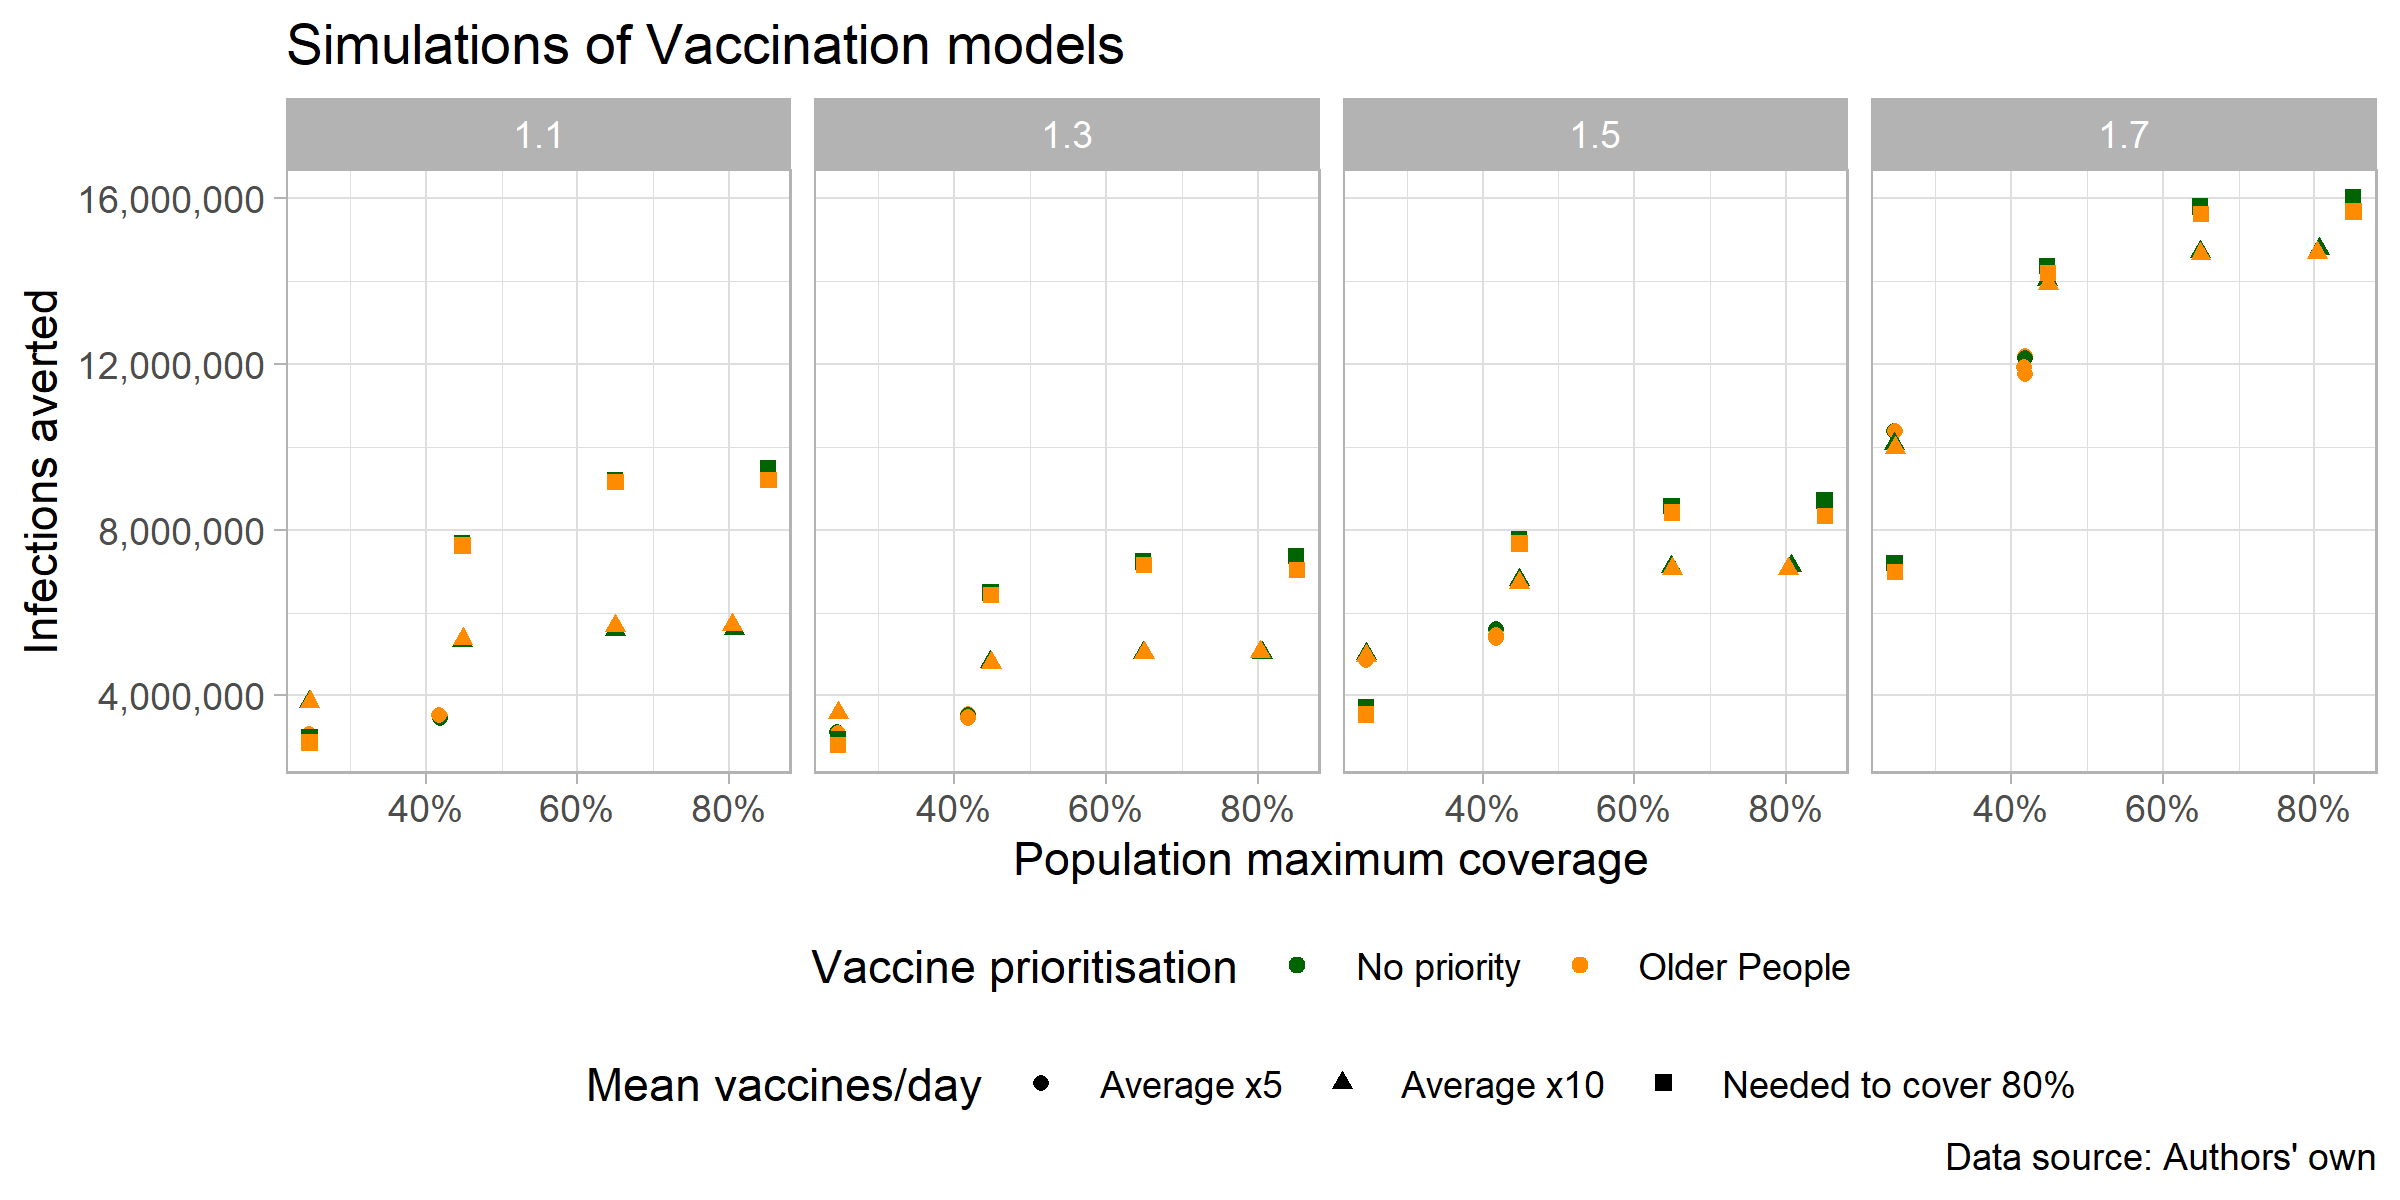 Simulations of Vaccination models
1.1
1.3
1.5
1.7
Infections averted
16,000,000
12,000,000
8,000,000
4,000,000
40% 60% 80%
40% 60% 80%
40% 60% 80%
40% 60% 80%
Population maximum coverage
Vaccine prioritisation No priority Older People
Mean vaccines/day Average x5 Average x10 Needed to cover 80%
Data source: Authors' own